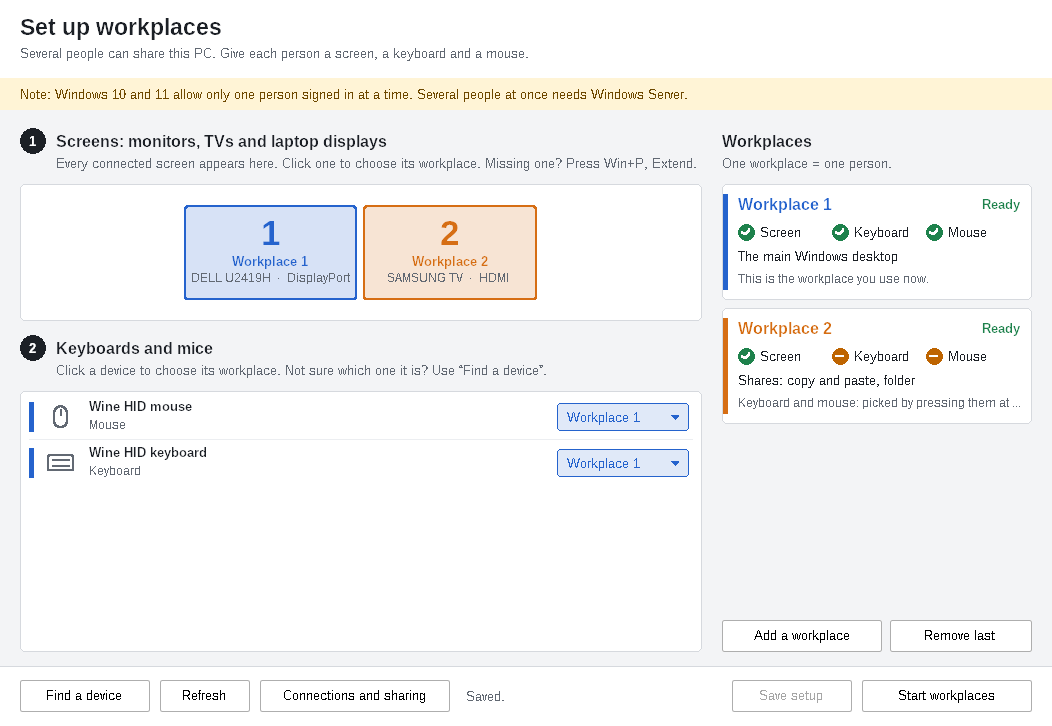 Set up workplaces
Several people can share this PC. Give each person a screen, a keyboard and a mouse.
Note: Windows 10 and 11 allow only one person signed in at a time. Several people at once needs Windows Server.
1 Screens: monitors, TVs and laptop displays
Every connected screen appears here. Click one to choose its workplace. Missing one? Press Win+P, Extend.
1
Workplace 1
DELL U2419H · DisplayPort
2
Workplace 2
SAMSUNG TV · HDMI
2 Keyboards and mice
Click a device to choose its workplace. Not sure which one it is? Use “Find a device”.
Wine HID mouse
Mouse
Workplace 1
Wine HID keyboard
Keyboard
Workplace 1
Workplaces
One workplace = one person.
Workplace 1 Ready
Screen Keyboard Mouse
The main Windows desktop
This is the workplace you use now.
Workplace 2 Ready
Screen Keyboard Mouse
Shares: copy and paste, folder
Keyboard and mouse: picked by pressing them at ...
Add a workplace Remove last
Find a device Refresh Connections and sharing Saved. Save setup Start workplaces